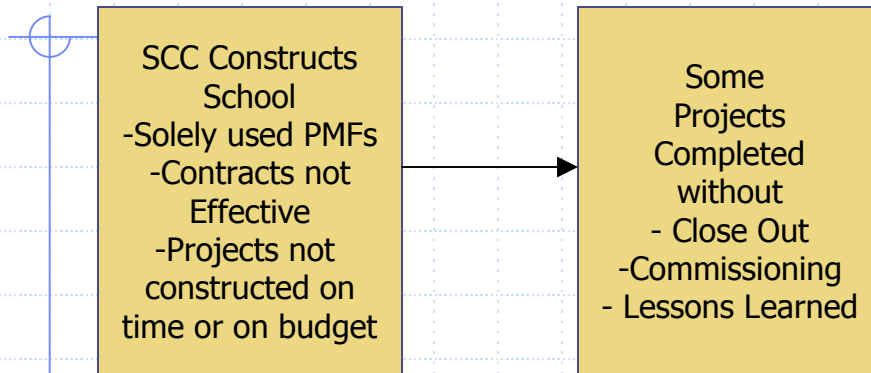 SCC Constructs
School
-Solely used PMFs
-Contracts not
Effective
-Projects not
constructed on
time or on budget
Some
Projects
Completed
without
- Close Out
-Commissioning
- Lessons Learned